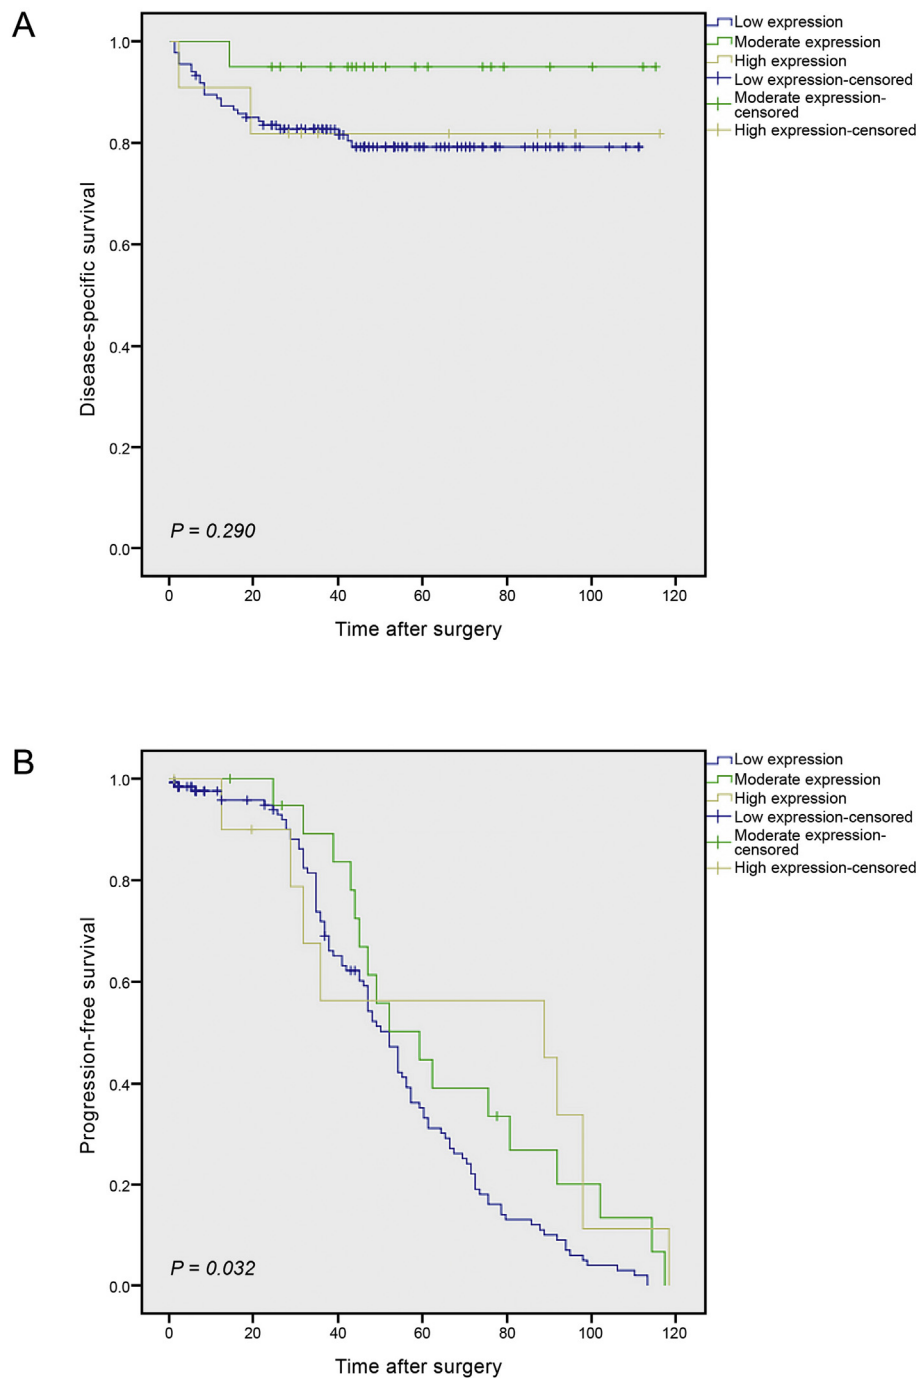 A
Low expression
Moderate expression
High expression
Low expression-censored
Moderate expression-
censored
High expression-censored
1.0
0.8
0.6
0.4
0.2
0.0
Disease-specific survival
P = 0.290
0 20 40 60 80 100 120
Time after surgery
B
Low expression
Moderate expression
High expression
Low expression-censored
Moderate expression-
censored
High expression-censored
1.0
0.8
0.6
0.4
0.2
0.0
Progression-free survival
P = 0.032
0 20 40 60 80 100 120
Time after surgery